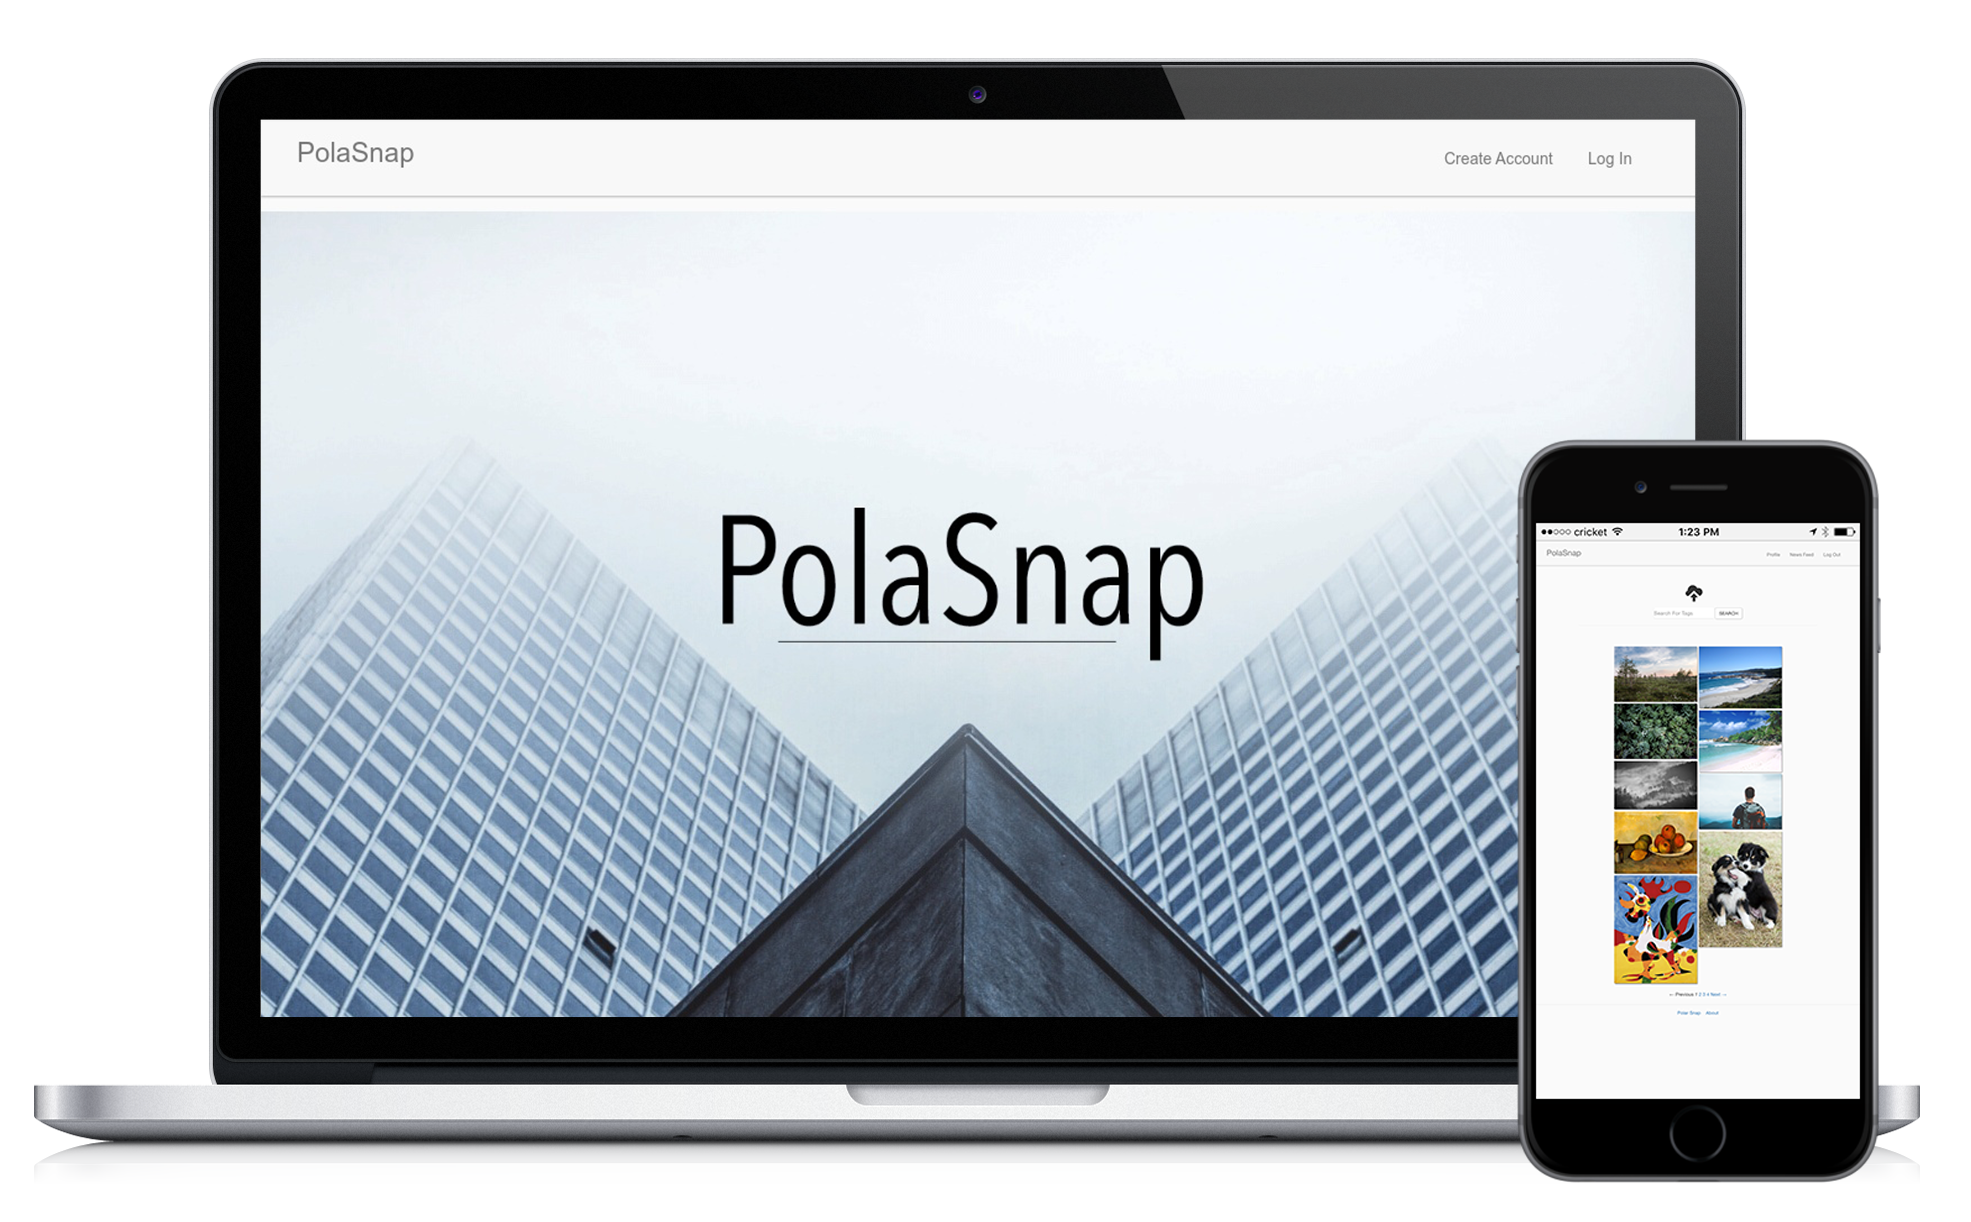 PolaSnap
Create Account Log In
PolaSnap
cricket 1:23 PM
PolaSnap
Profile News Feed Log Out
Search For Tags SEARCH
← Previous 1 2 3 4 Next →
Polar Snap About